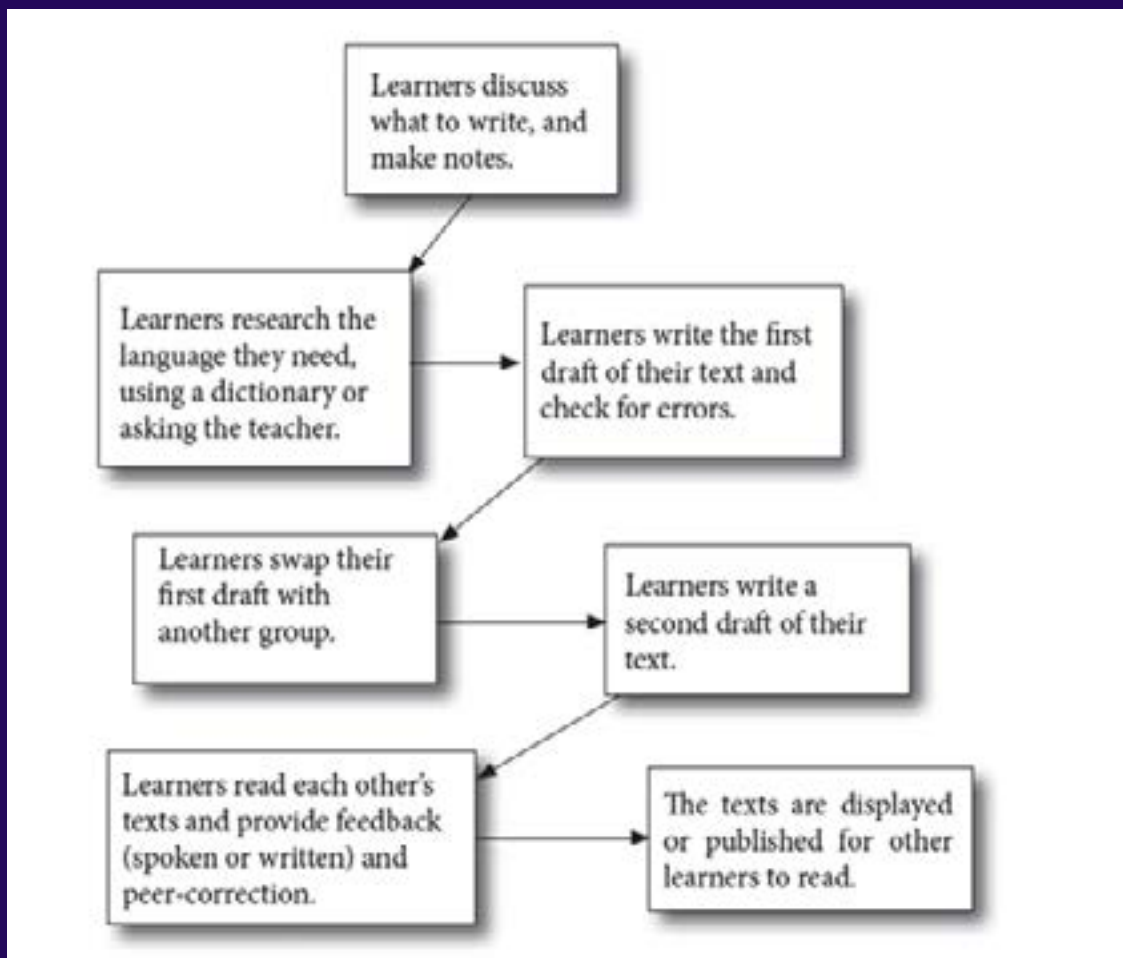 Learners discuss
what to write, and
make notes.
Learners research the
language they need,
using a dictionary or
asking the teacher.
Learners write the first
draft of their text and
check for errors.
Learners swap their
first draft with
another group.
Learners write a
second draft of their
text.
Learners read each other's
texts and provide feedback
(spoken or written) and
peer-correction.
The texts are displayed
or published for other
learners to read.